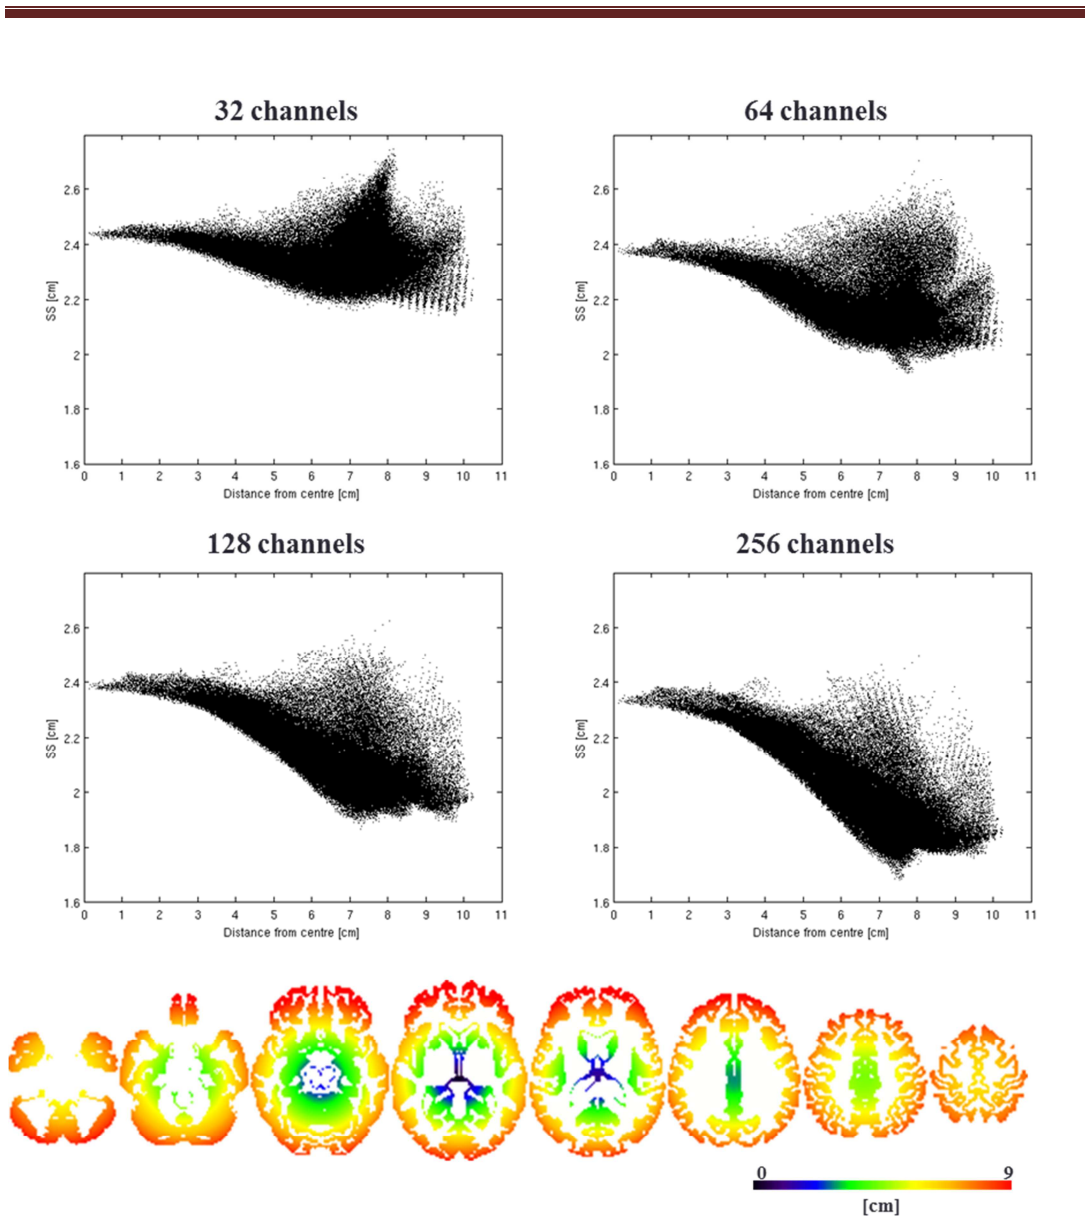 32 channels
64 channels
2.6
2.4
2.2
2
1.8
1.6
SS [cm]
0 1 2 3 4 5 6 7 8 9 10 11
Distance from centre [cm]
2.6
2.4
2.2
2
1.8
1.6
SS [cm]
0 1 2 3 4 5 6 7 8 9 10 11
Distance from centre [cm]
128 channels
256 channels
2.6
2.4
2.2
2
1.8
1.6
SS [cm]
0 1 2 3 4 5 6 7 8 9 10 11
Distance from centre [cm]
2.6
2.4
2.2
2
1.8
1.6
SS [cm]
0 1 2 3 4 5 6 7 8 9 10 11
Distance from centre [cm]
0 9
[cm]